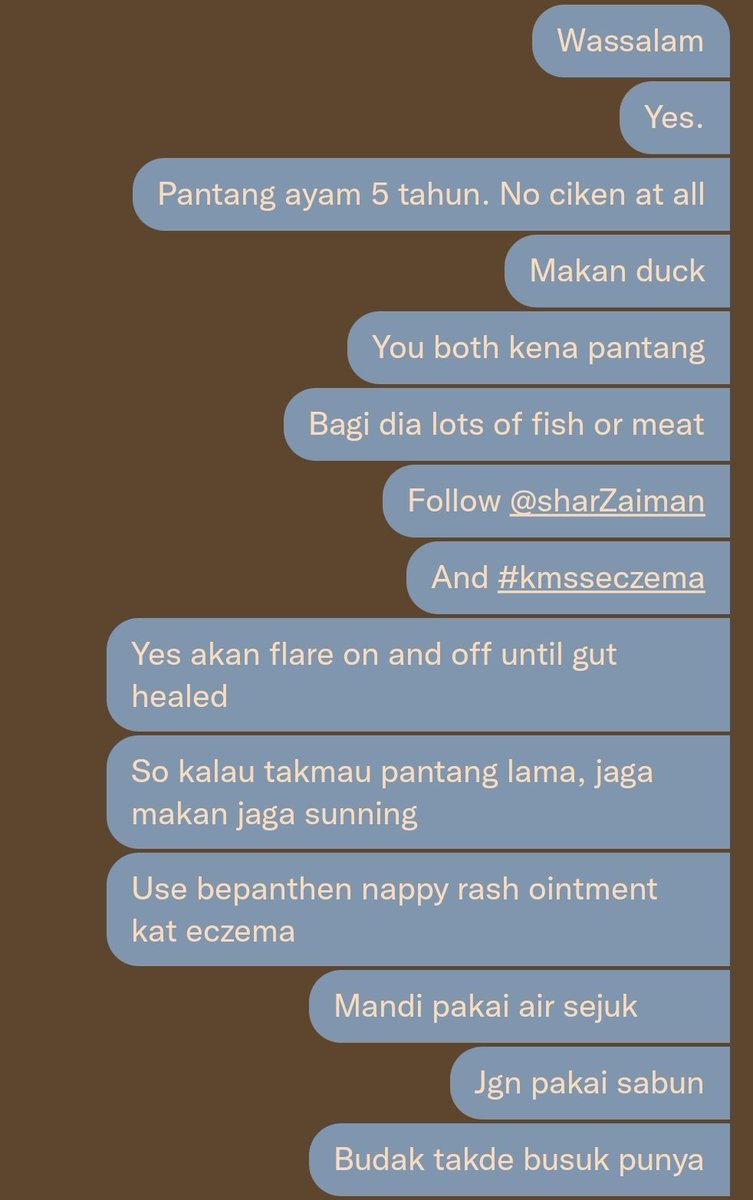 Wassalam
Yes.
Pantang ayam 5 tahun. No ciken at all
Makan duck
You both kena pantang
Bagi dia lots of fish or meat
Follow @sharZaiman
And #kmsseczema
Yes akan flare on and off until gut
healed
So kalau takmau pantang lama, jaga
makan jaga sunning
Use bepanthen nappy rash ointment
kat eczema
Mandi pakai air sejuk
Jgn pakai sabun
Budak takde busuk punya